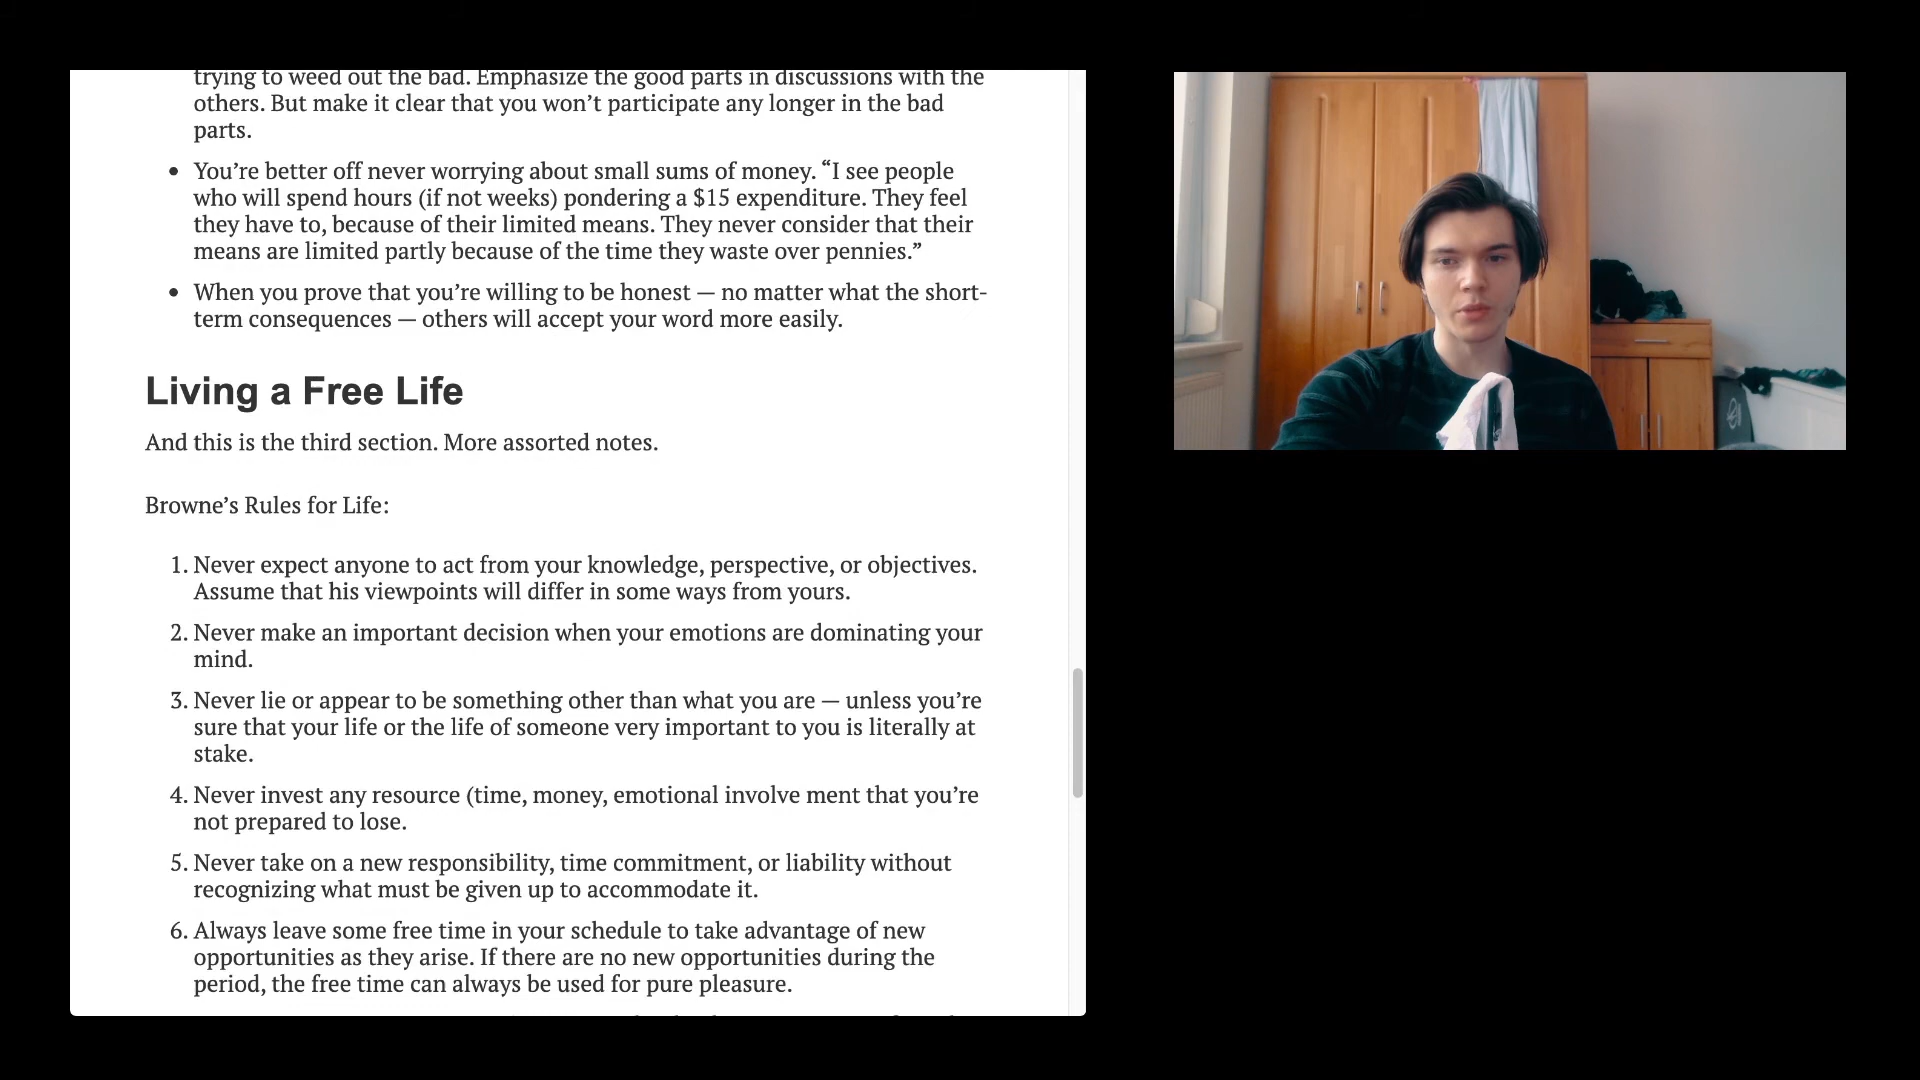 trying to weed out the bad. Emphasize the good parts in discussions with the
others. But make it clear that you won’t participate any longer in the bad
parts.
• You’re better off never worrying about small sums of money. “I see people
who will spend hours (if not weeks) pondering a $15 expenditure. They feel
they have to, because of their limited means. They never consider that their
means are limited partly because of the time they waste over pennies.”
• When you prove that you’re willing to be honest — no matter what the short-
term consequences — others will accept your word more easily.
Living a Free Life
And this is the third section. More assorted notes.
Browne’s Rules for Life:
1. Never expect anyone to act from your knowledge, perspective, or objectives.
Assume that his viewpoints will differ in some ways from yours.
2. Never make an important decision when your emotions are dominating your
mind.
3. Never lie or appear to be something other than what you are — unless you’re
sure that your life or the life of someone very important to you is literally at
stake.
4. Never invest any resource (time, money, emotional involve ment that you’re
not prepared to lose.
5. Never take on a new responsibility, time commitment, or liability without
recognizing what must be given up to accommodate it.
6. Always leave some free time in your schedule to take advantage of new
opportunities as they arise. If there are no new opportunities during the
period, the free time can always be used for pure pleasure.